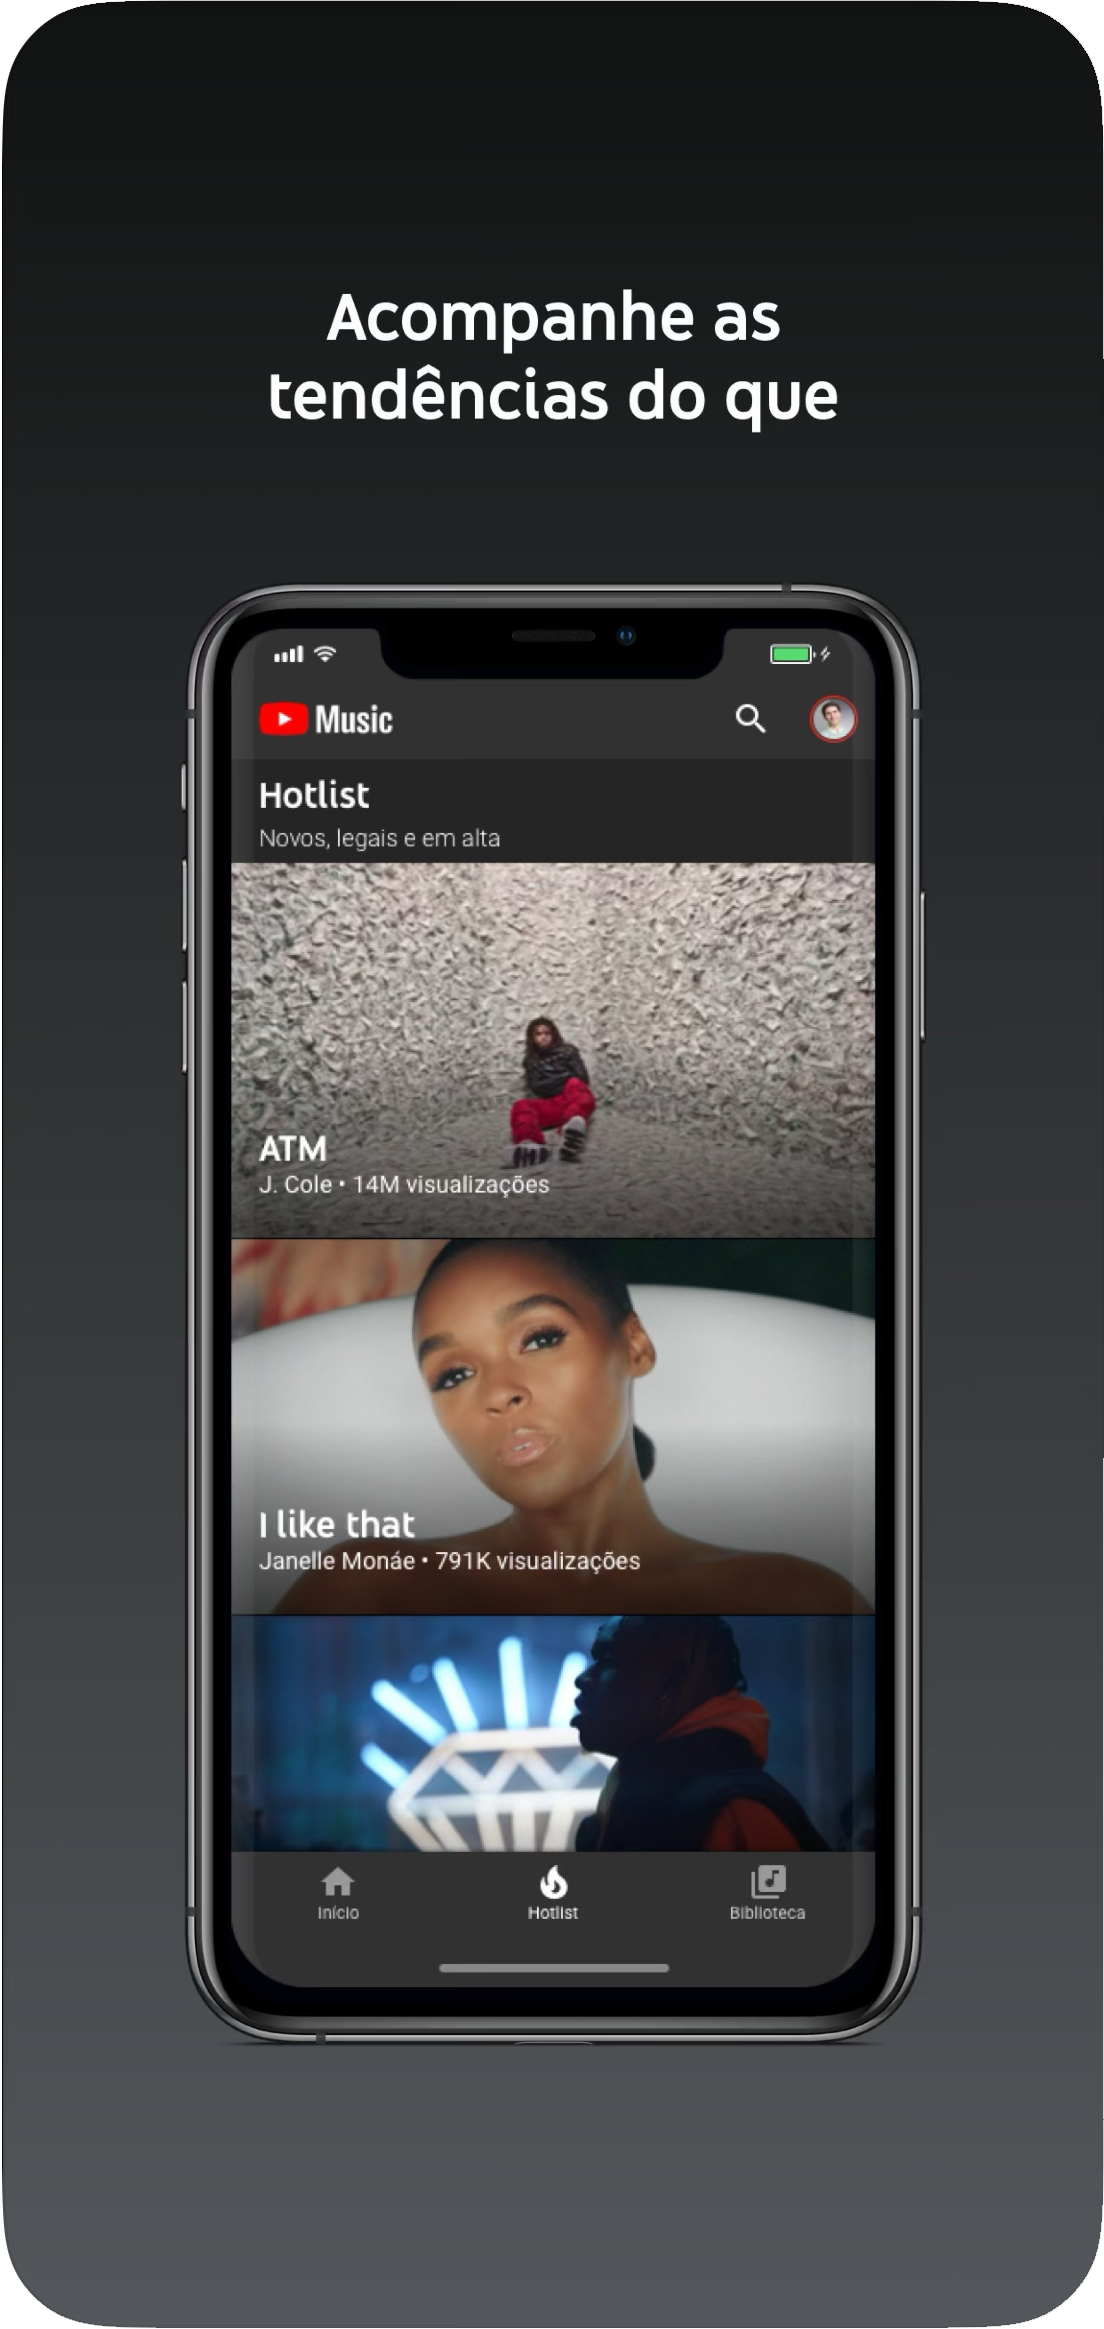 Acompanhe as
tendências do que
Music
Hotlist
Novos, legais e em alta
ATM
J. Cole • 14M visualizações
I like that
Janelle Monáe • 791K visualizações
Início
Hotlist
Biblioteca